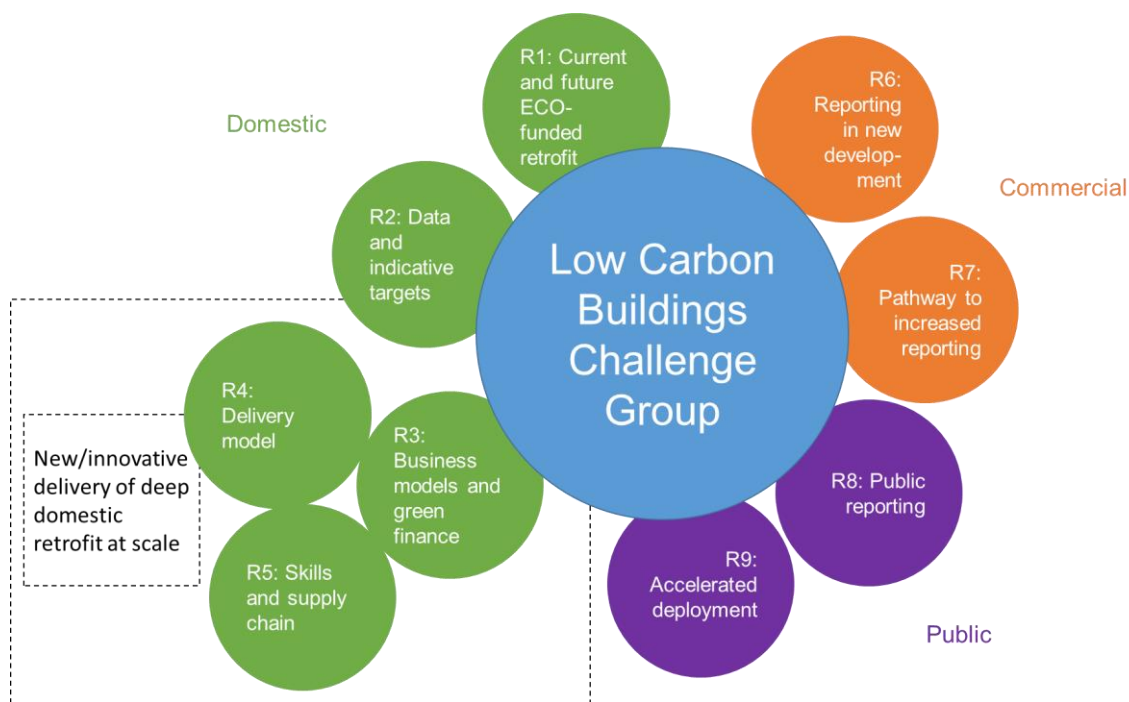 Domestic
R1: Current
and future
ECO-
funded
retrofit
R2: Data
and
indicative
targets
R4:
Delivery
model
R3:
Business
models and
green
finance
R5: Skills
and supply
chain
New/innovative
delivery of deep
domestic
retrofit at scale
Low Carbon
Buildings
Challenge
Group
R6:
Reporting
in new
develop-
ment
Commercial
R7:
Pathway to
increased
reporting
R8: Public
reporting
R9:
Accelerated
deployment
Public